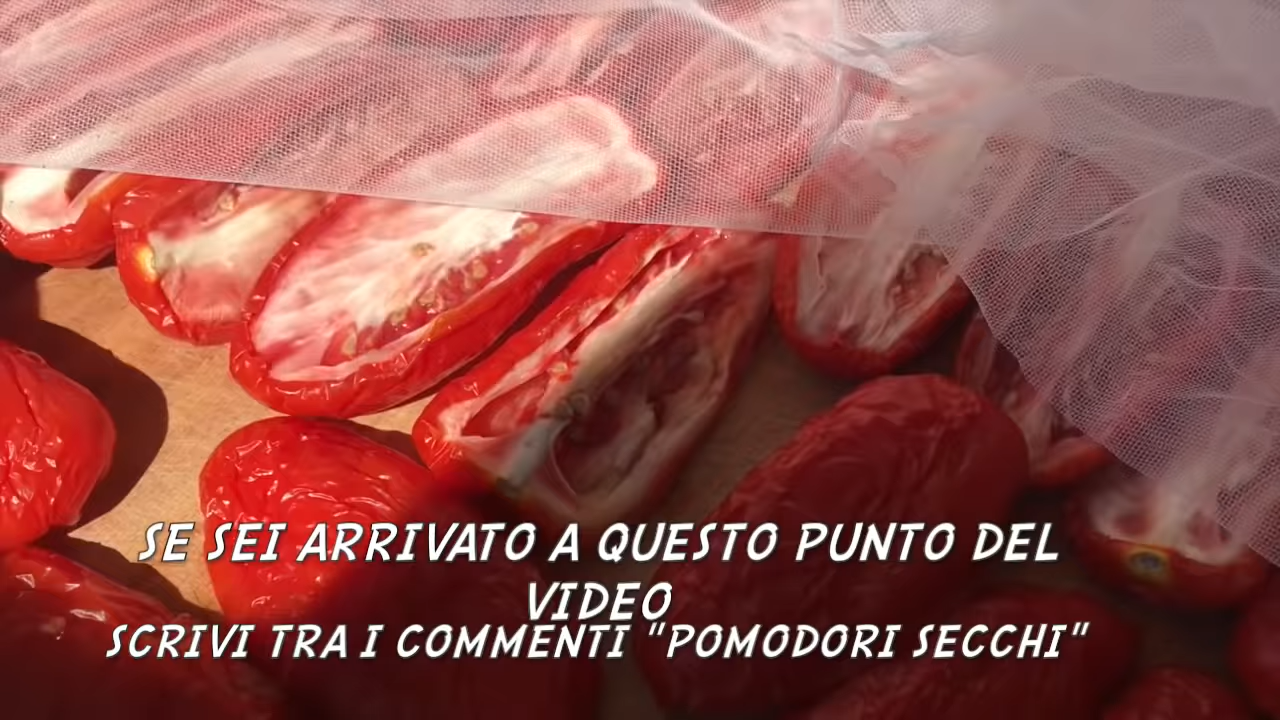 SE SEI ARRIVATO A QUESTO PUNTO DEL
VIDEO
SCRIVI TRA I COMMENTI "POMODORI SECCHI"